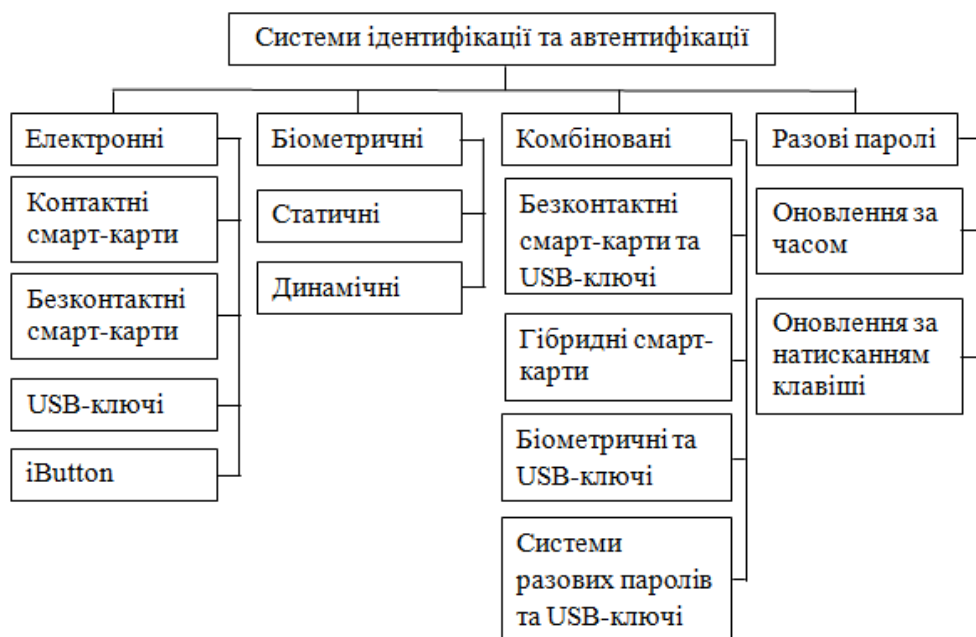 Системи ідентифікації та автентифікації
Електронні
Контактні
смарт-карти
Безконтактні
смарт-карти
USB-ключі
iButton
Біометричні
Статичні
Динамічні
Комбіновані
Безконтактні
смарт-карти та
USB-ключі
Гібридні смарт-
карти
Біометричні та
USB-ключі
Системи
разових паролів
та USB-ключі
Разові паролі
Оновлення за
часом
Оновлення за
натисканням
клавіші